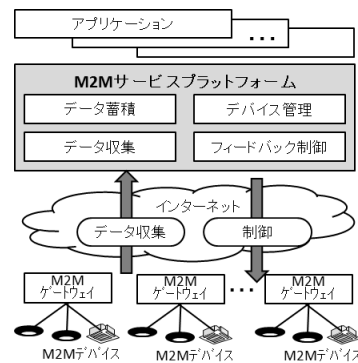 アプリケーション
...
M2Mサービスプラットフォーム
データ蓄積
デバイス管理
データ収集
フィードバック制御
インターネット
データ収集
制御
M2M
ゲートウェイ
M2M
ゲートウェイ
...
M2M
ゲートウェイ
M2Mデバイス
M2Mデバイス
M2Mデバイス